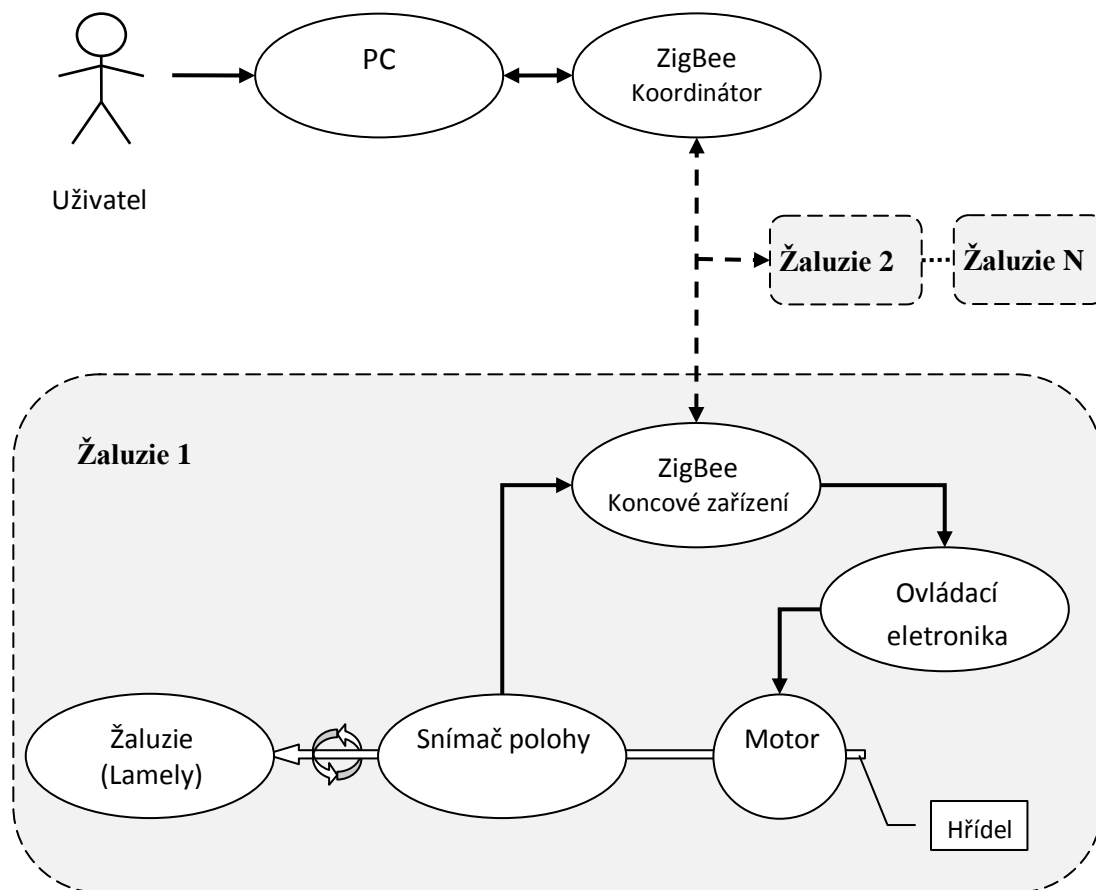 PC
ZigBee
Koordinátor
Uživatel
Žaluzie 2
Žaluzie N
Žaluzie 1
ZigBee
Koncové zařízení
Ovládací
eletronika
Žaluzie
(Lamely)
Snímač polohy
Motor
Hřídel